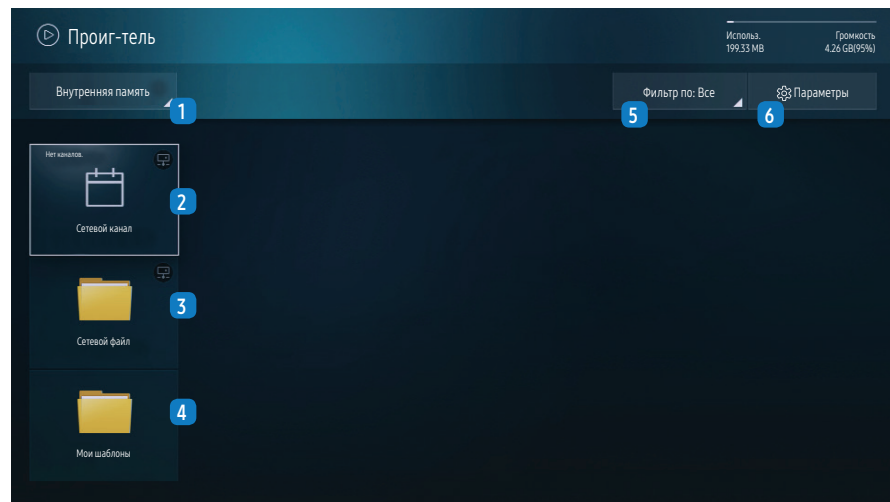 Проиг-тель
Использ.
199.33 MB
Громкость
4.26 GB(95%)
Внутренняя память
1
Фильтр по: Все
5
Параметры
6
Нет каналов.
2
Сетевой канал
3
Сетевой файл
4
Мои шаблоны